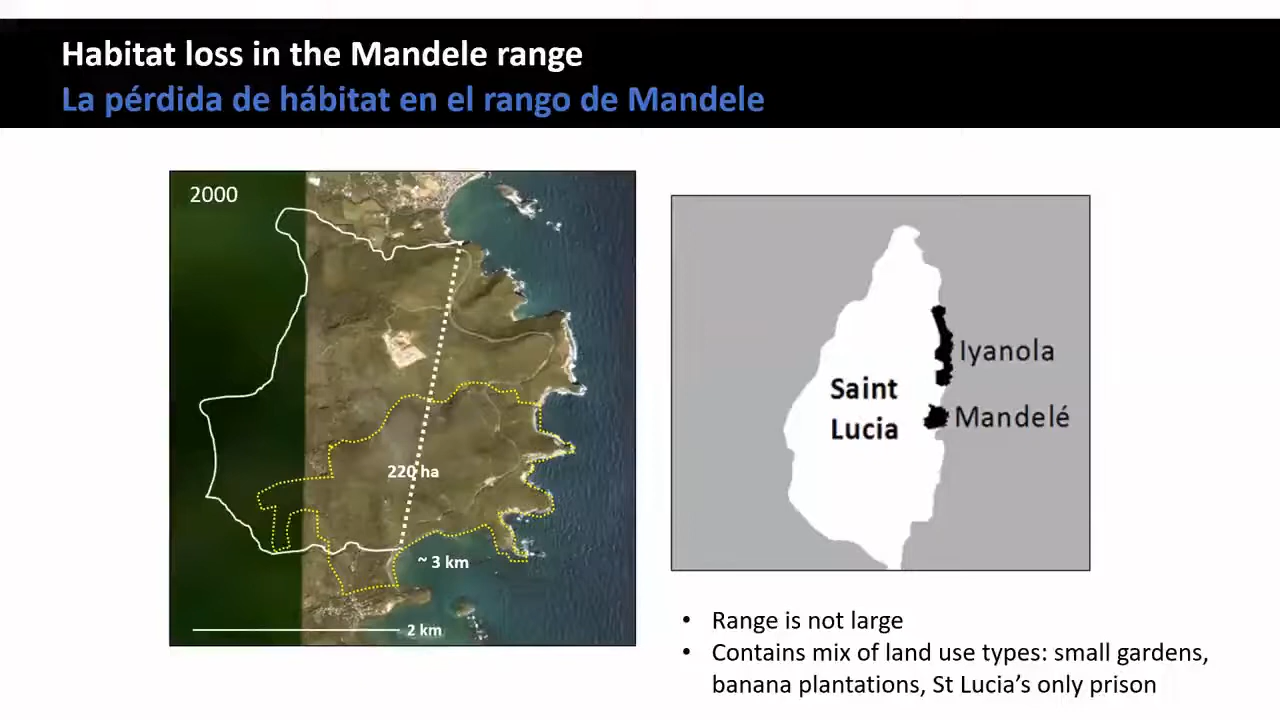 Habitat loss in the Mandele range
La pérdida de hábitat en el rango de Mandele
2000
220 ha
~ 3 km
2 km
Saint
Lucia
Iyanola
Mandelé
• Range is not large
• Contains mix of land use types: small gardens,
banana plantations, St Lucia's only prison